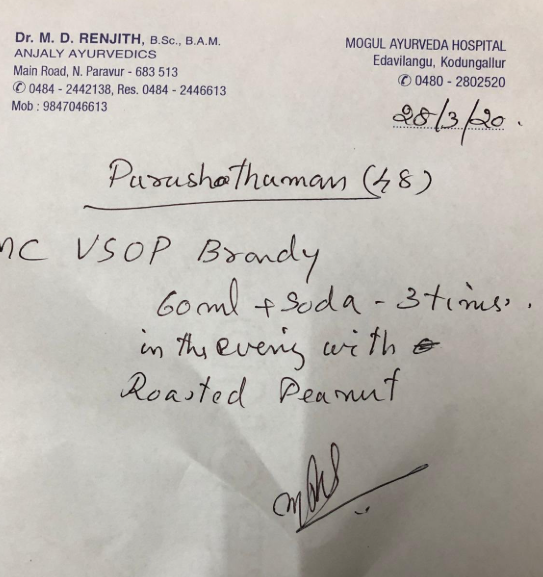 Dr. M. D. RENJITH, B.Sc., B.A.M.
ANJALY AYURVEDICS
Main Road, N. Paravur - 683 513
✆ 0484 - 2442138, Res. 0484 - 2446613
Mob : 9847046613
MOGUL AYURVEDA HOSPITAL
Edavilangu, Kodungallur
✆ 0480 - 2802520
28/3/20.
Purushothaman (48)
MC VSOP Brandy
60ml + Soda - 3 times.
in the evening with
Roasted Peanut